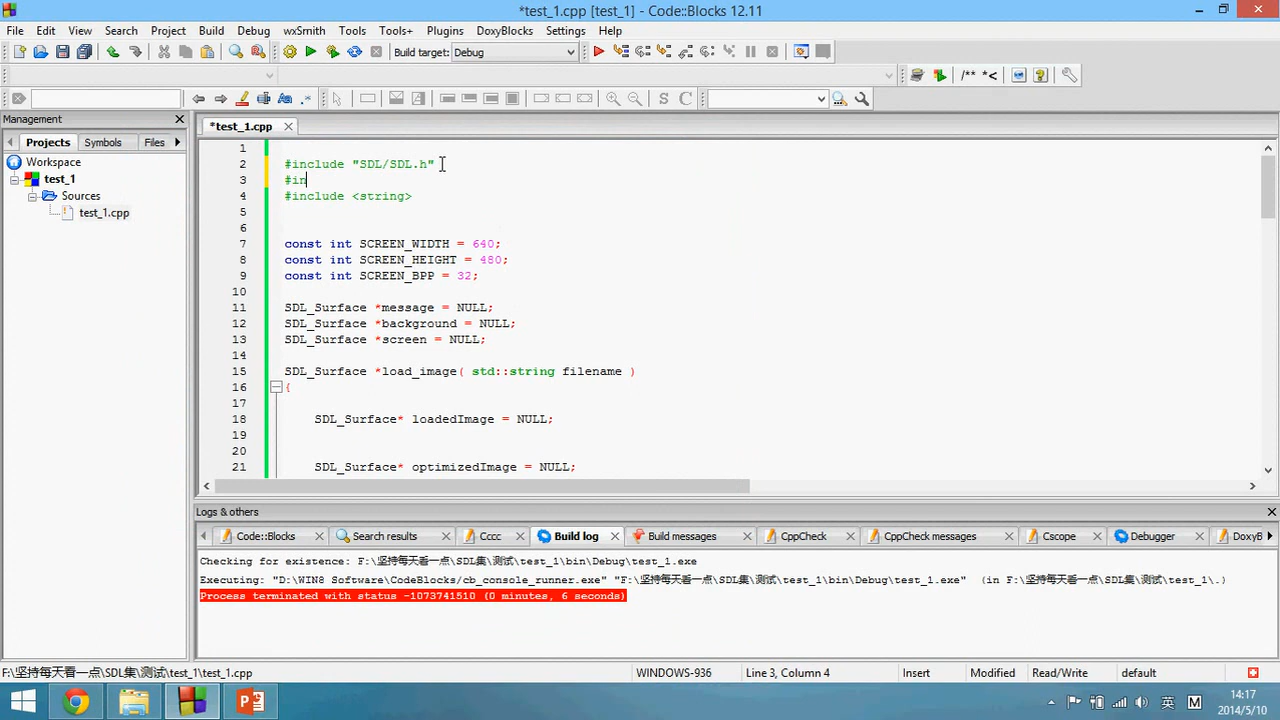 *test_1.cpp [test_1] - Code::Blocks 12.11
File Edit View Search Project Build Debug wxSmith Tools Tools+ Plugins DoxyBlocks Settings Help
Build target: Debug
/** *<
Management
Projects Symbols Files
*test_1.cpp
Workspace
test_1
Sources
test_1.cpp
1
2 #include "SDL/SDL.h"
3 #in
4 #include <string>
5
6
7 const int SCREEN_WIDTH = 640;
8 const int SCREEN_HEIGHT = 480;
9 const int SCREEN_BPP = 32;
10
11 SDL_Surface *message = NULL;
12 SDL_Surface *background = NULL;
13 SDL_Surface *screen = NULL;
14
15 SDL_Surface *load_image( std::string filename )
16 {
17
18 SDL_Surface* loadedImage = NULL;
19
20
21 SDL_Surface* optimizedImage = NULL;
Logs & others
Code::Blocks Search results Cccc Build log Build messages CppCheck CppCheck messages Cscope Debugger DoxyB
Checking for existence: F:\坚持每天看一点\SDL集\测试\test_1\bin\Debug\test_1.exe
Executing: "D:\WIN8 Software\CodeBlocks/cb_console_runner.exe" "F:\坚持每天看一点\SDL集\测试\test_1\bin\Debug\test_1.exe" (in F:\坚持每天看一点\SDL集\测试\test_1\.)
Process terminated with status -1073741510 (0 minutes, 6 seconds)
F:\坚持每天看一点\SDL集\测试\test_1\test_1.cpp WINDOWS-936 Line 3, Column 4 Insert Modified Read/Write default
英 M 14:17
2014/5/10